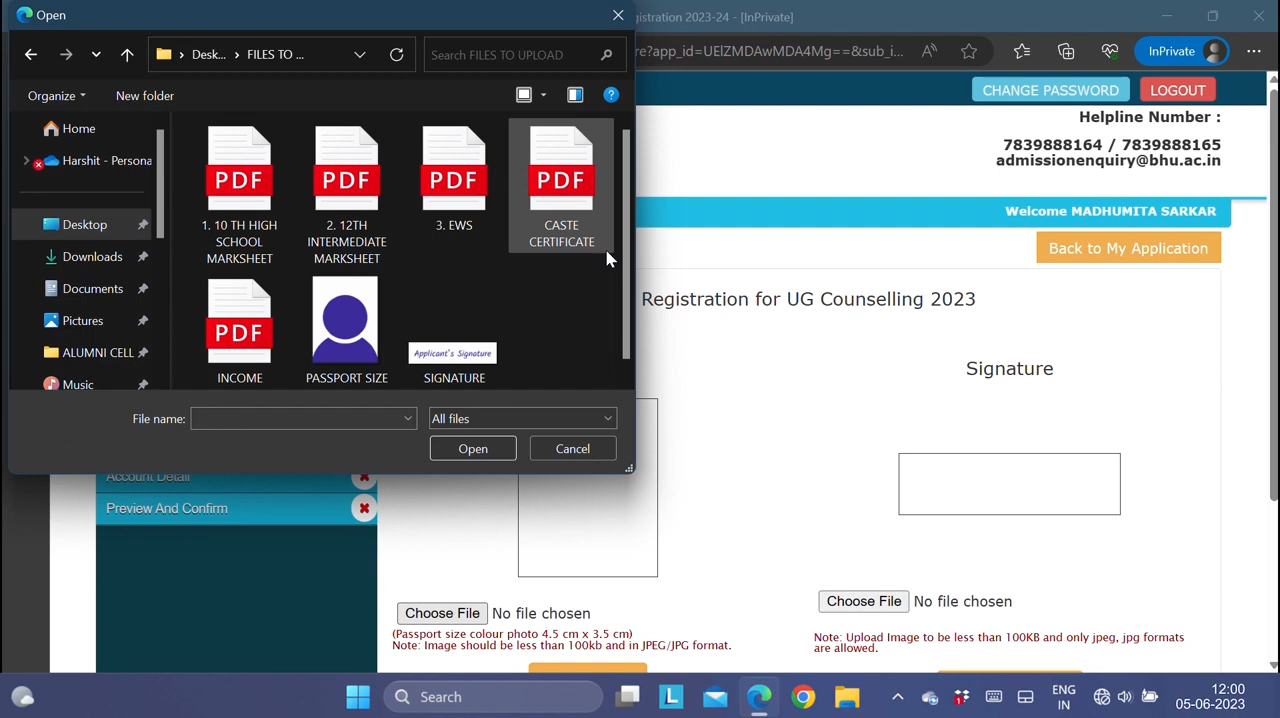 Open
gistration 2023-24 - [InPrivate]
Desk...
FILES TO ...
Search FILES TO UPLOAD
re?app_id=UElZMDAwMDA4Mg==&sub_i...
InPrivate
Organize
New folder
CHANGE PASSWORD
LOGOUT
Home
Harshit - Persona
Desktop
Downloads
Documents
Pictures
ALUMNI CELL
Music
PDF
PDF
PDF
PDF
1. 10 TH HIGH
SCHOOL
MARKSHEET
2. 12TH
INTERMEDIATE
MARKSHEET
3. EWS
CASTE
CERTIFICATE
PDF
Applicant's Signature
INCOME
PASSPORT SIZE
SIGNATURE
File name:
All files
Open
Cancel
Helpline Number :
7839888164 / 7839888165
admissionenquiry@bhu.ac.in
Welcome MADHUMITA SARKAR
Back to My Application
Registration for UG Counselling 2023
Signature
Account Detail
Preview And Confirm
Choose File No file chosen
(Passport size colour photo 4.5 cm x 3.5 cm)
Note: Image should be less than 100kb and in JPEG/JPG format.
Choose File No file chosen
Note: Upload Image to be less than 100KB and only jpeg, jpg formats
are allowed.
Search
L
1
ENG
IN
12:00
05-06-2023